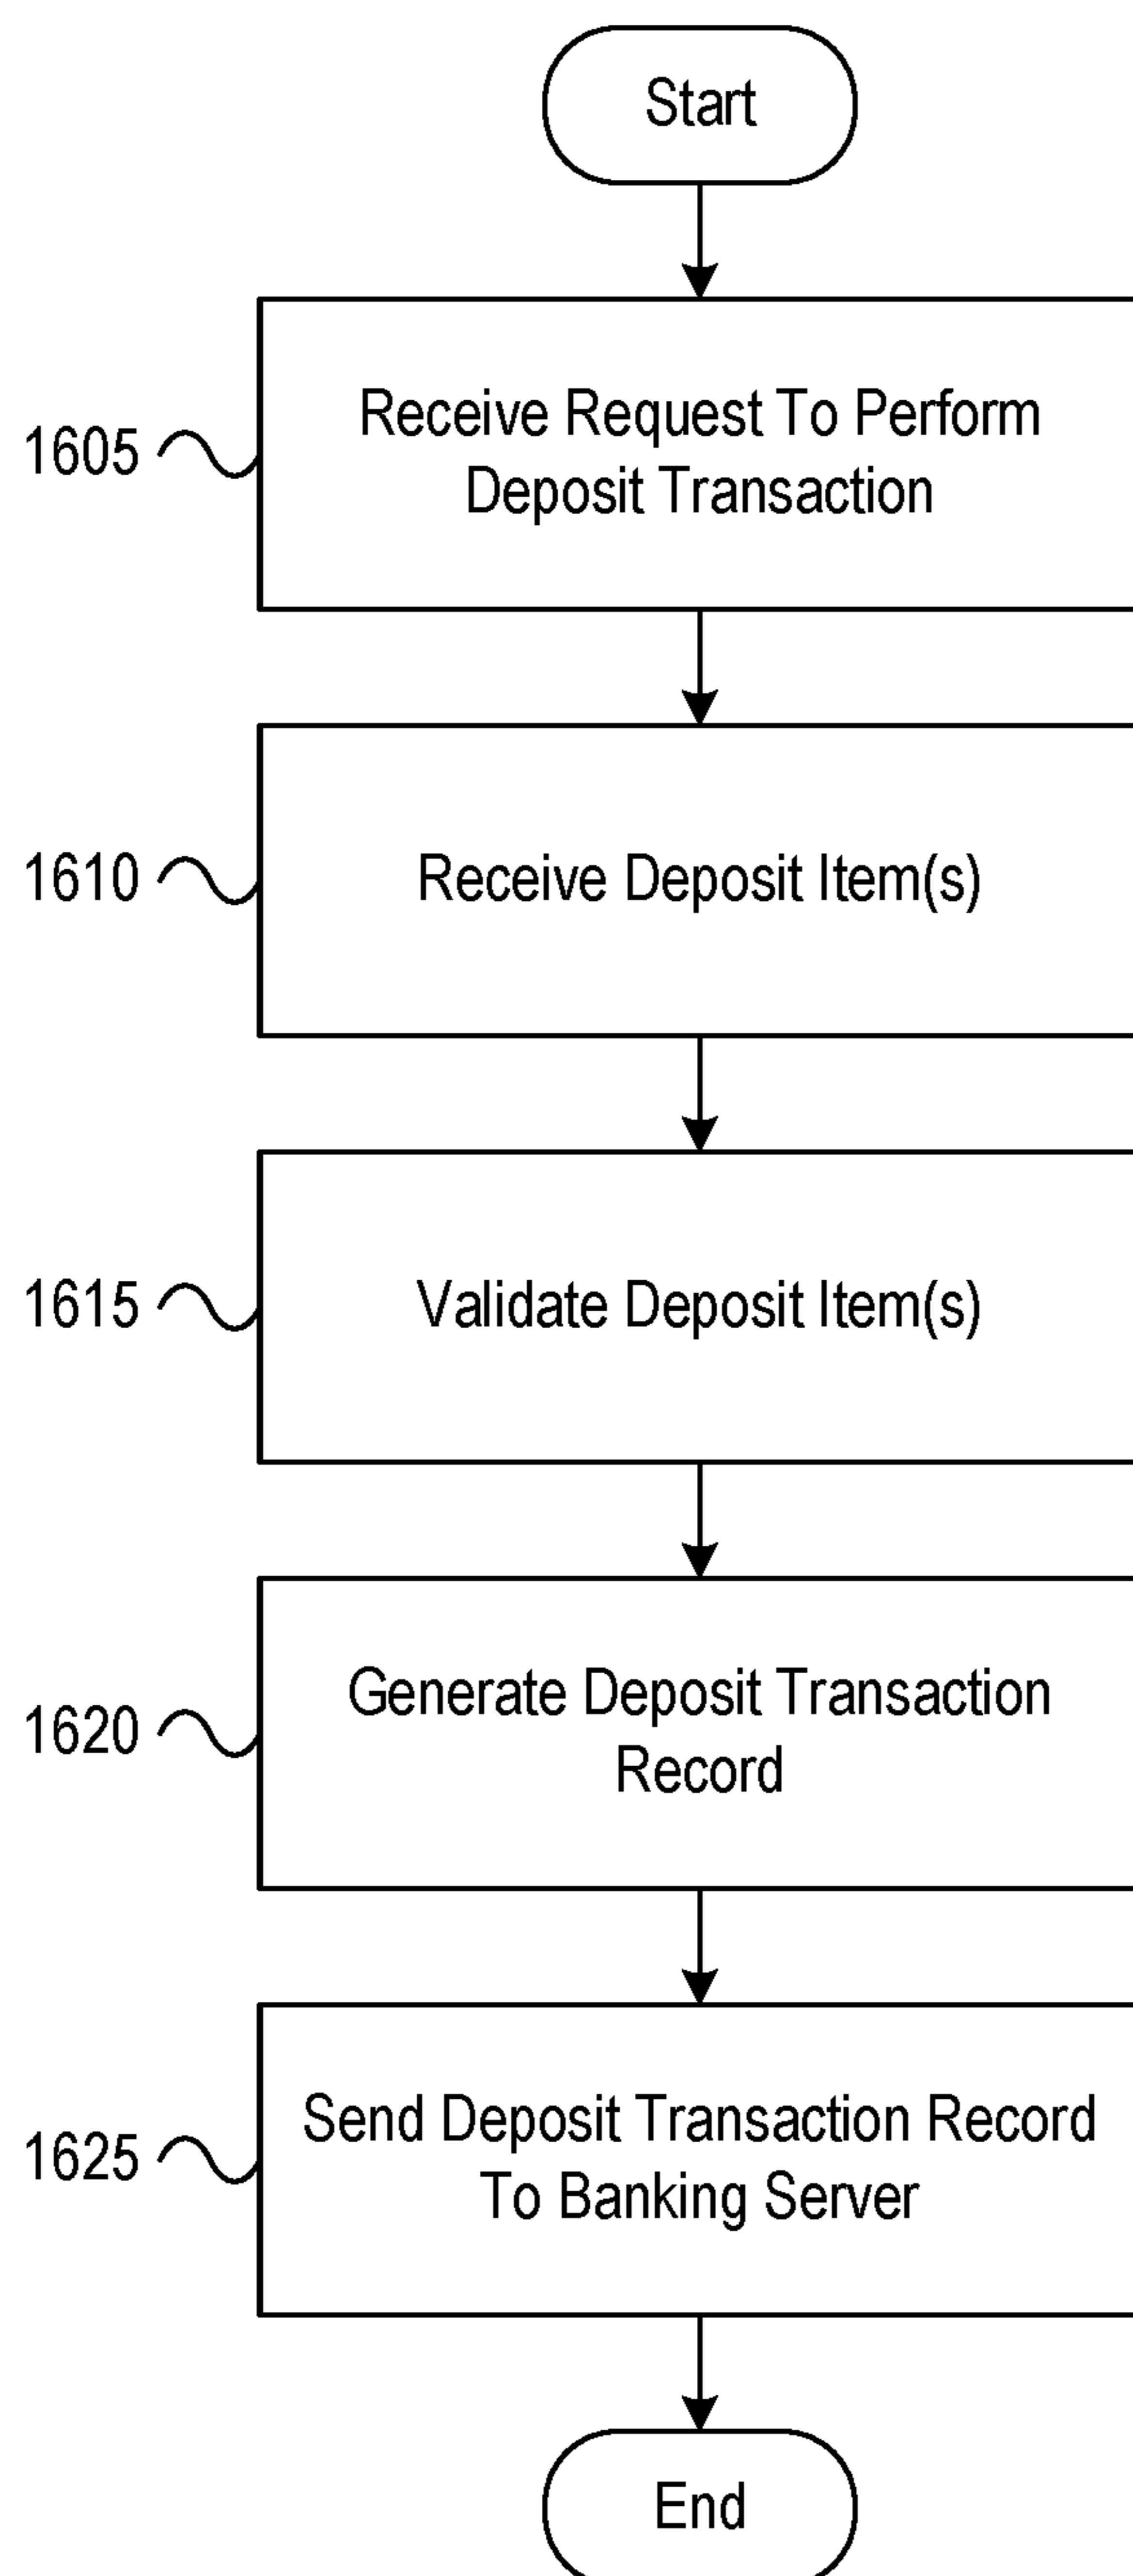 Start
1605
Receive Request To Perform
Deposit Transaction
1610
Receive Deposit Item(s)
1615
Validate Deposit Item(s)
1620
Generate Deposit Transaction
Record
1625
Send Deposit Transaction Record
To Banking Server
End